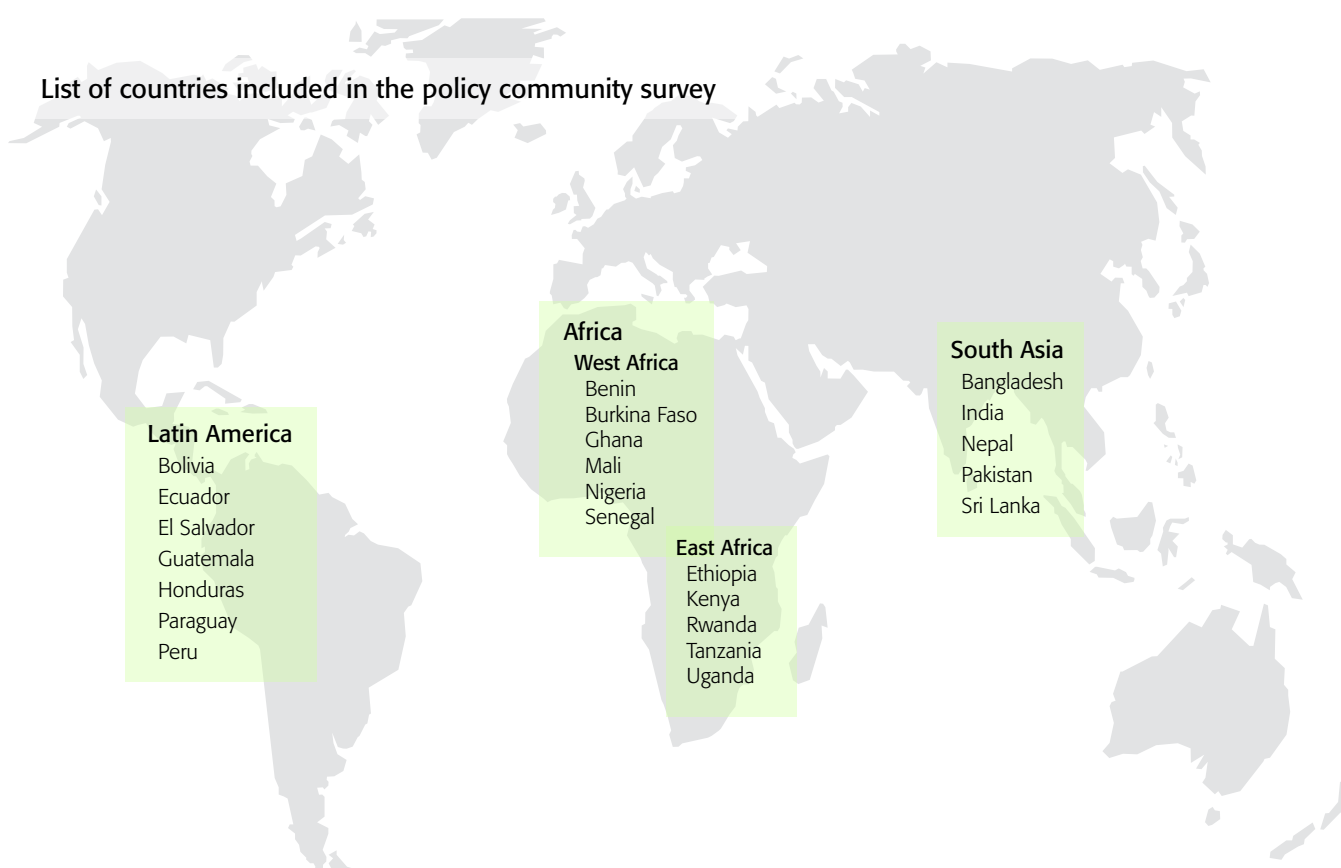 List of countries included in the policy community survey
Latin America
Bolivia
Ecuador
El Salvador
Guatemala
Honduras
Paraguay
Peru
Africa
West Africa
Benin
Burkina Faso
Ghana
Mali
Nigeria
Senegal
East Africa
Ethiopia
Kenya
Rwanda
Tanzania
Uganda
South Asia
Bangladesh
India
Nepal
Pakistan
Sri Lanka